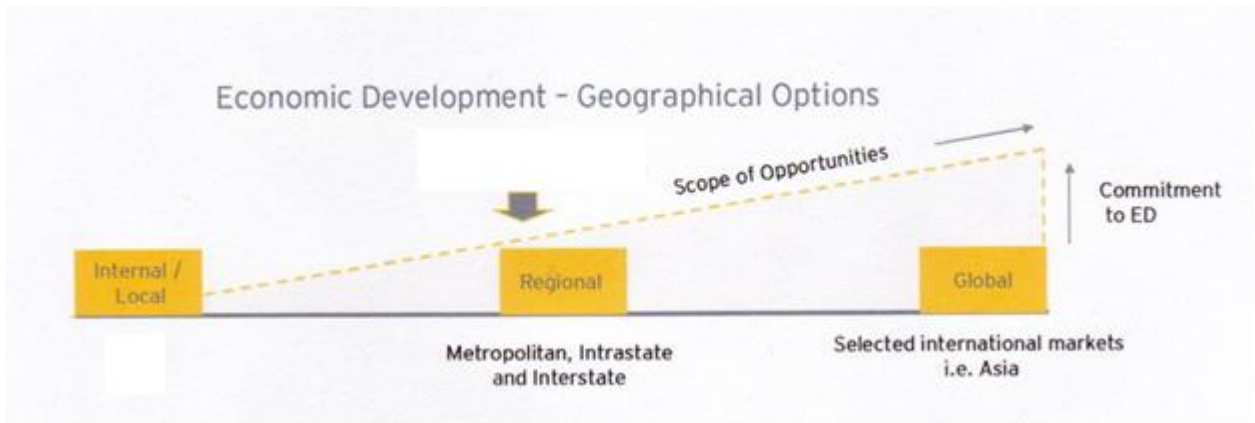 Economic Development – Geographical Options
Scope of Opportunities
Commitment
to ED
Internal /
Local
Regional
Global
Metropolitan, Intrastate
and Interstate
Selected international markets
i.e. Asia